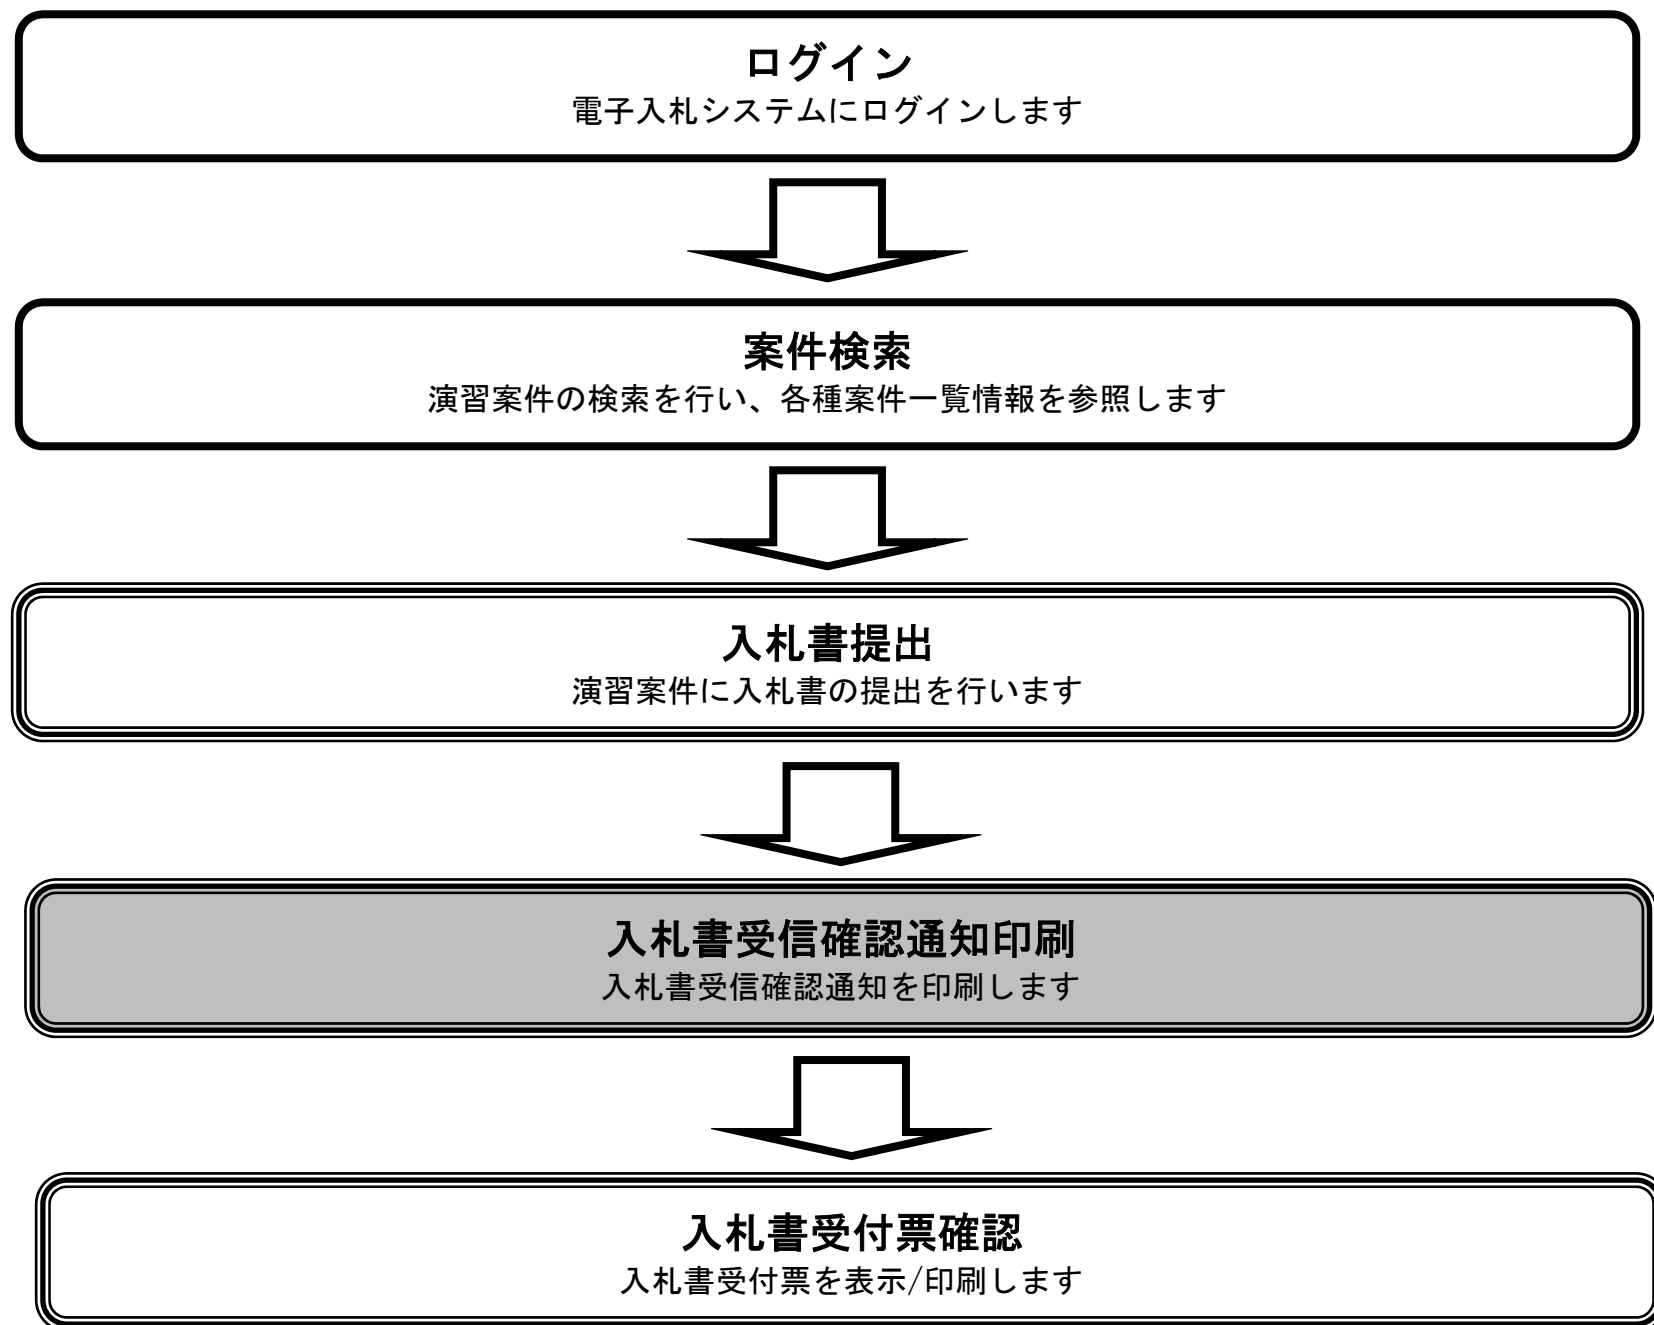 ログイン
電子入札システムにログインします
案件検索
演習案件の検索を行い、各種案件一覧情報を参照します
入札書提出
演習案件に入札書の提出を行います
入札書受信確認通知印刷
入札書受信確認通知を印刷します
入札書受付票確認
入札書受付票を表示/印刷します